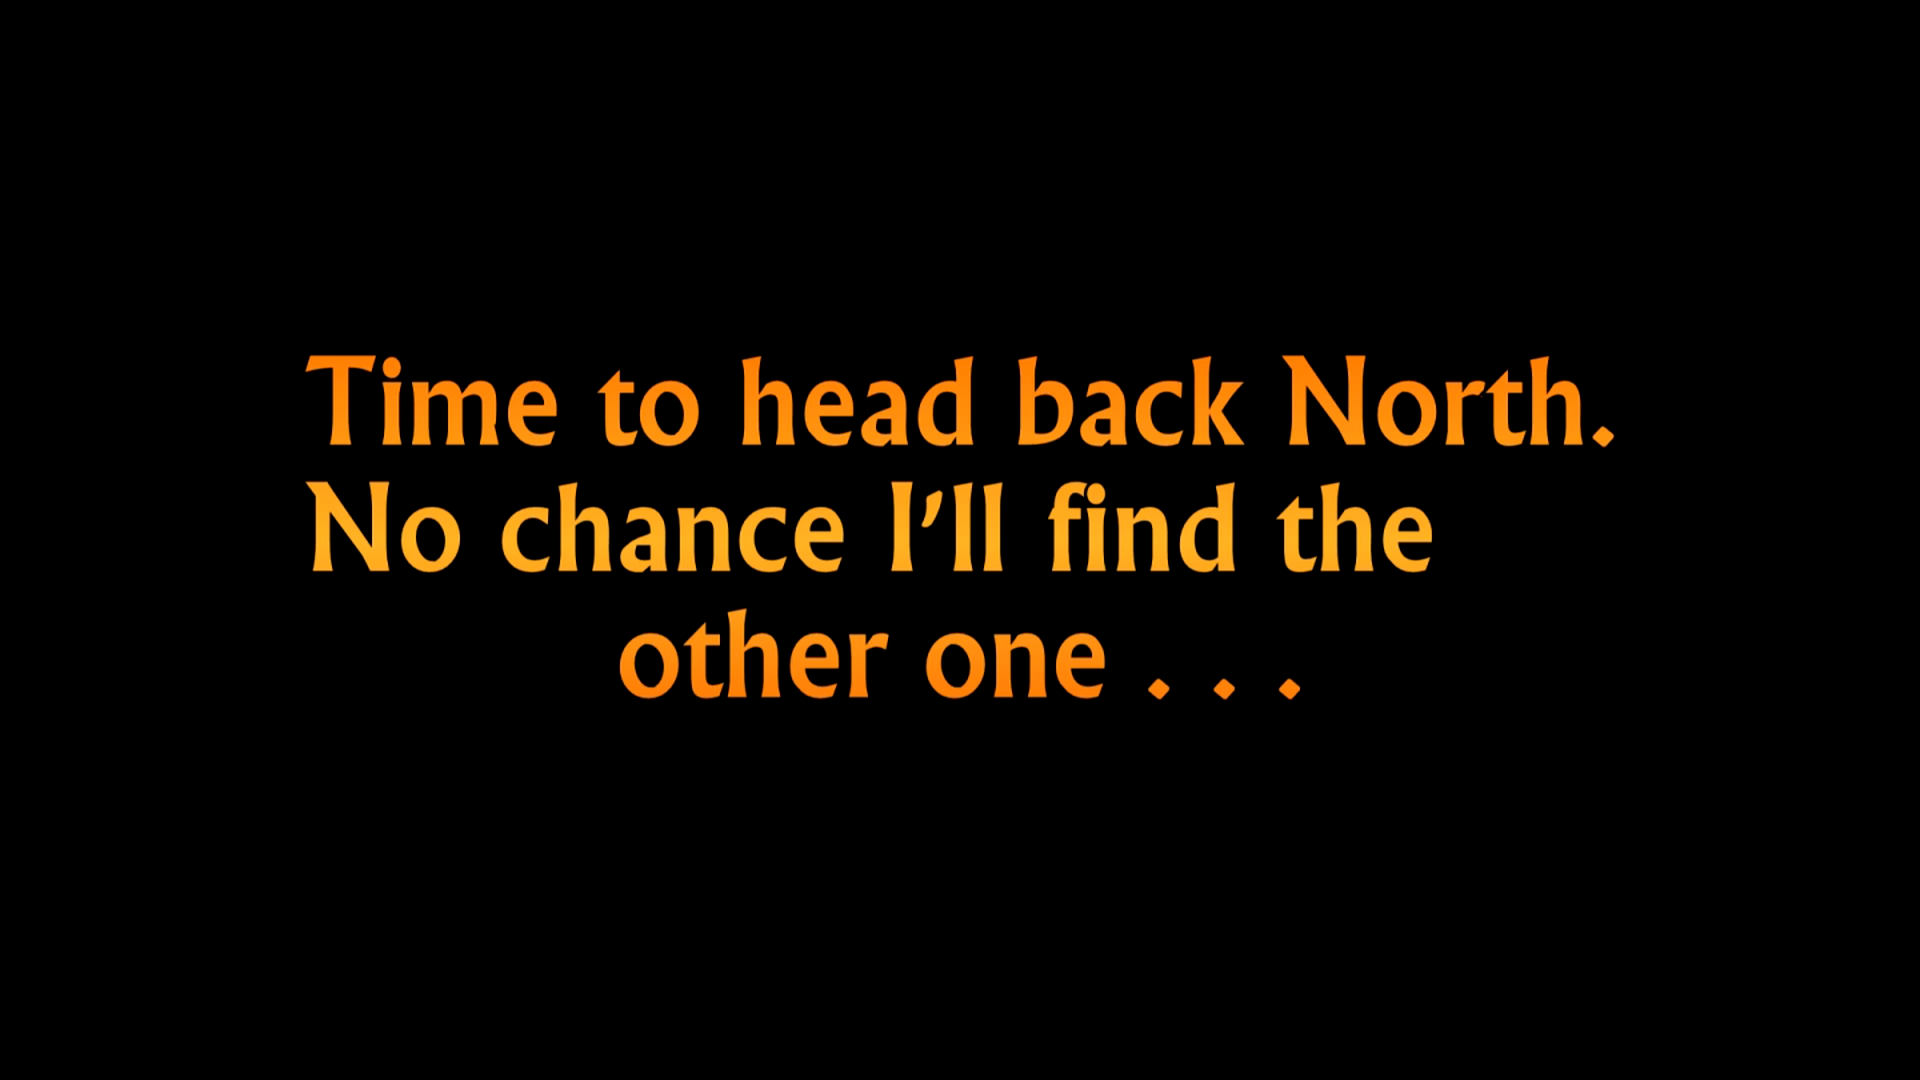 Time to head back North.
No chance I’ll find the
other one . . .